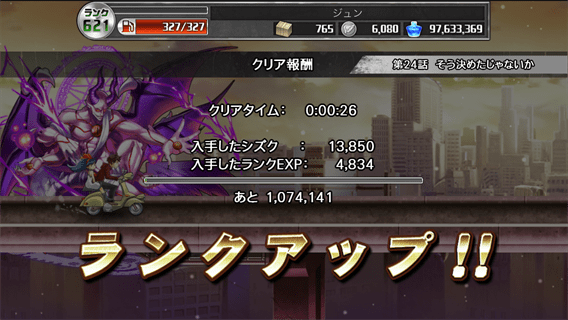 ランク
621
327/327
ジュン
765
6,080
97,633,369
クリア報酬
第24話 そう決めたじゃないか
クリアタイム： 0:00:26
入手したシズク ： 13,850
入手したランクEXP： 4,834
あと 1,074,141
ランクアップ!!